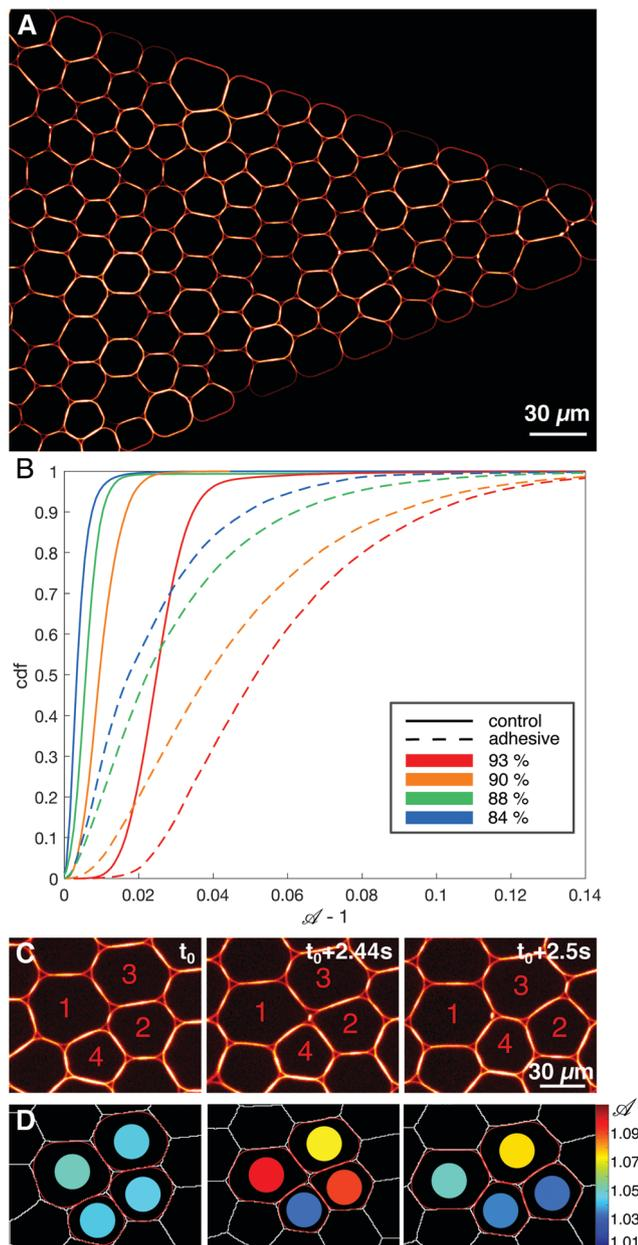 A
30 μm
B
1
0.9
0.8
0.7
0.6
0.5
0.4
0.3
0.2
0.1
0
cdf
control
adhesive
93 %
90 %
88 %
84 %
0 0.02 0.04 0.06 0.08 0.1 0.12 0.14
𝒜 - 1
C t₀ t₀+2.44s t₀+2.5s
3 3 3
1 2 1 2 1 2
4 4 4
30 μm
D 𝒜
1.09
1.07
1.05
1.03
1.01